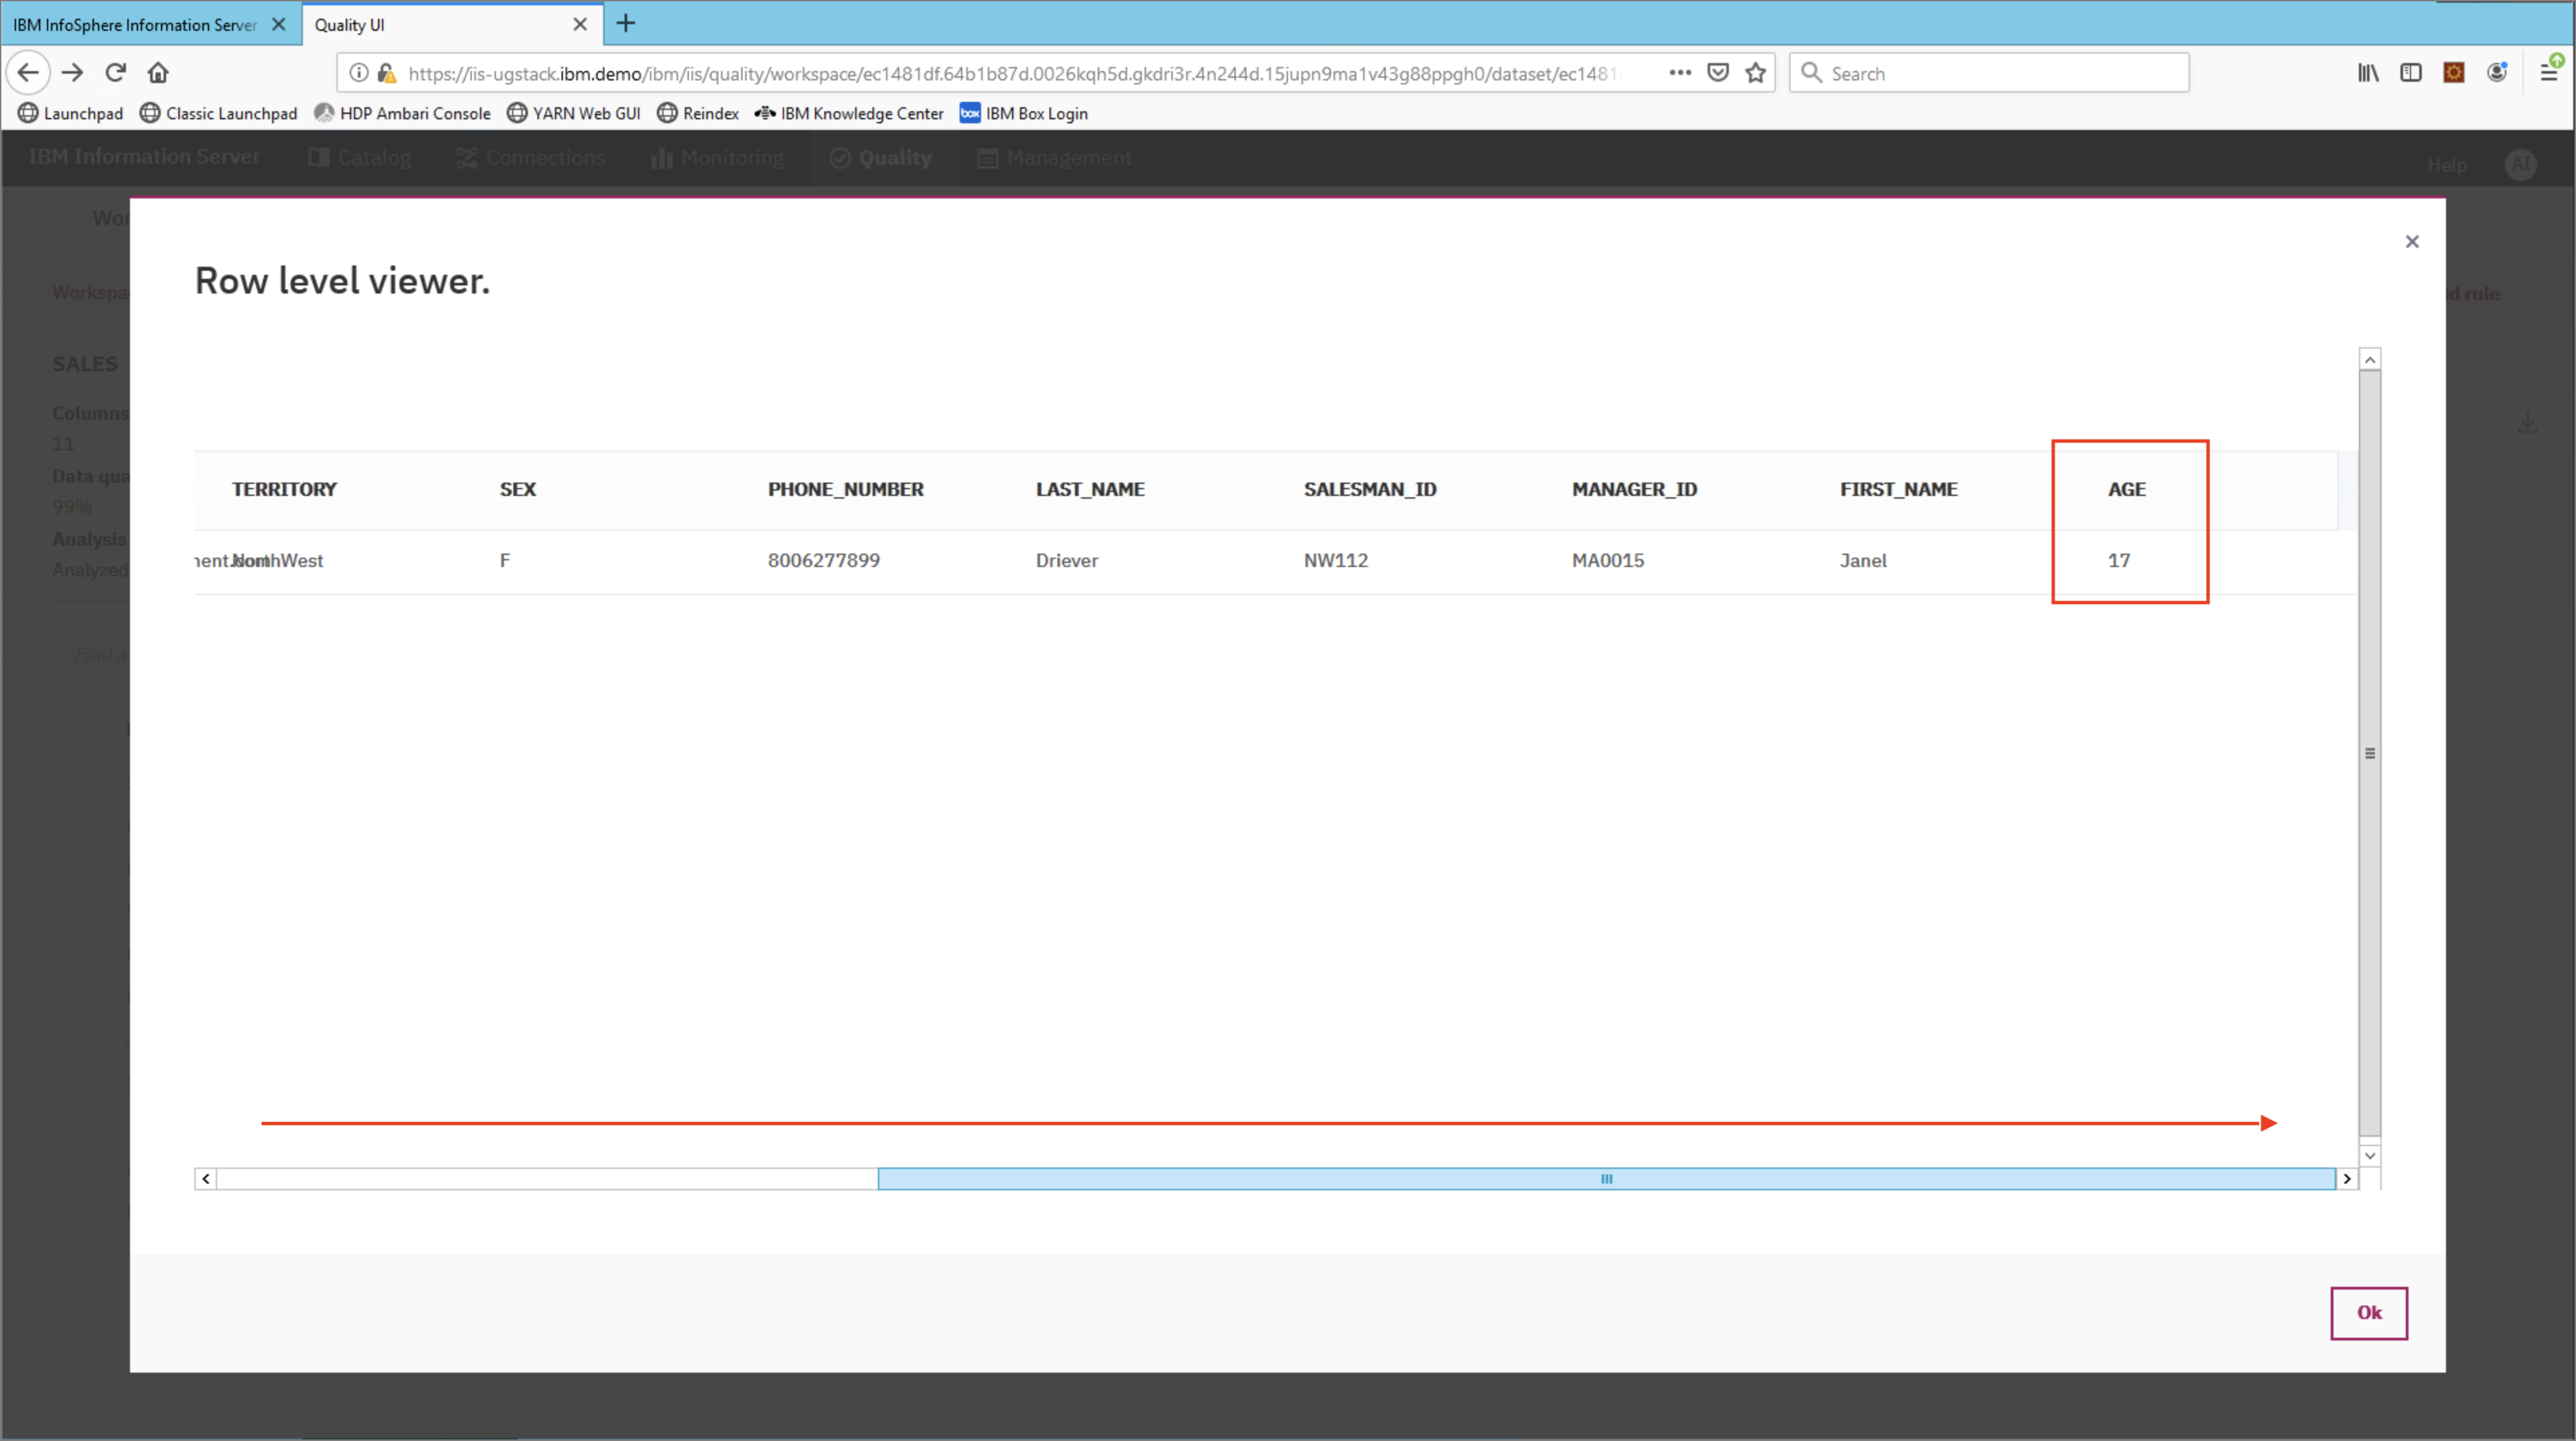 IBM InfoSphere Information Server
Quality UI
https://iis-ugstack.ibm.demo/ibm/iis/quality/workspace/ec1481df.64b1b87d.0026kqh5d.gkdri3r.4n244d.15jupn9ma1v43g88ppgh0/dataset/ec1481
Search
Launchpad Classic Launchpad HDP Ambari Console YARN Web GUI Reindex IBM Knowledge Center box IBM Box Login
IBM Information Server Catalog Connections Monitoring Quality Management Help AI
Wor
Row level viewer.
Workspa
d rule
SALES
Columns
11
Data qua
99%
Analysis
Analyzed
Find a
TERRITORY SEX PHONE_NUMBER LAST_NAME SALESMAN_ID MANAGER_ID FIRST_NAME AGE
NorthWest F 8006277899 Driever NW112 MA0015 Janel 17
Ok